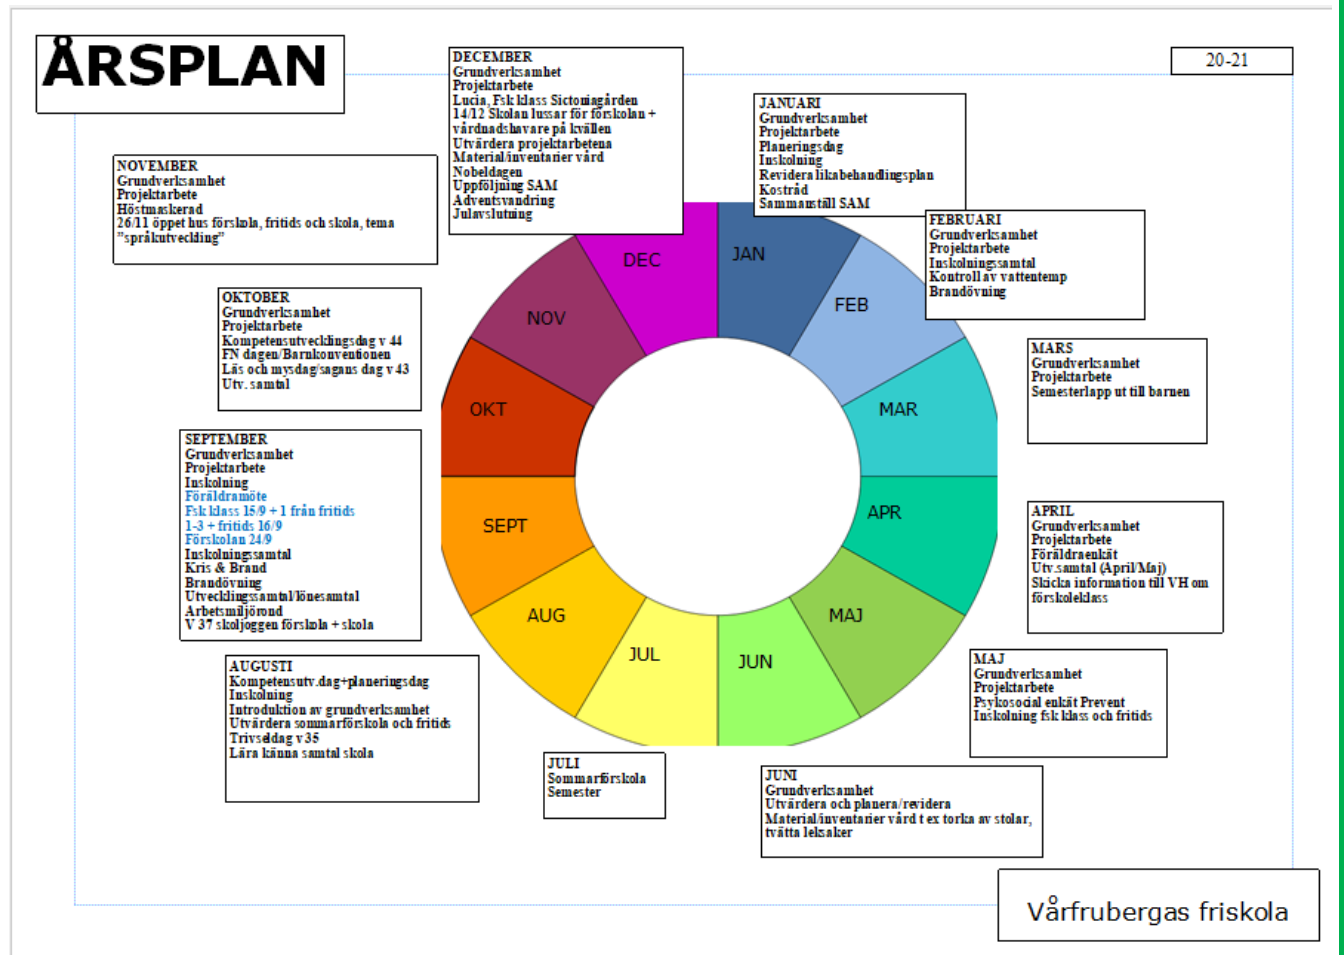 ÅRSPLAN
20-21
DECEMBER
Grundverksamhet
Projektarbete
Lucia, Fsk klass Sictoniagården
14/12 Skolan lussar för förskolan +
vårdnadshavare på kvällen
Utvärdera projektarbetena
Material/inventarier vård
Nobeldagen
Uppföljning SAM
Adventsvandring
Julavslutning
JANUARI
Grundverksamhet
Projektarbete
Planeringsdag
Inskolning
Revidera likabehandlingsplan
Kostråd
Sammanställ SAM
NOVEMBER
Grundverksamhet
Projektarbete
Höstmaskerad
26/11 öppet hus förskola, fritids och skola, tema
”språkutveckling”
FEBRUARI
Grundverksamhet
Projektarbete
Inskolningssamtal
Kontroll av vattentemp
Brandövning
OKTOBER
Grundverksamhet
Projektarbete
Kompetensutvecklingsdag v 44
FN dagen/Barnkonventionen
Läs och mysdag/sagans dag v 43
Utv. samtal
MARS
Grundverksamhet
Projektarbete
Semesterlapp ut till barnen
SEPTEMBER
Grundverksamhet
Projektarbete
Inskolning
Föräldramöte
Fsk klass 15/9 + 1 från fritids
1-3 + fritids 16/9
Förskolan 24/9
Inskolningssamtal
Kris & Brand
Brandövning
Utvecklingssamtal/lönesamtal
Arbetsmiljörond
V 37 skoljoggen förskola + skola
APRIL
Grundverksamhet
Projektarbete
Föräldraenkät
Utv.samtal (April/Maj)
Skicka information till VH om
förskoleklass
AUGUSTI
Kompetensutv.dag+planeringsdag
Inskolning
Introduktion av grundverksamhet
Utvärdera sommarförskola och fritids
Trivseldag v 35
Lära känna samtal skola
MAJ
Grundverksamhet
Projektarbete
Psykosocial enkät Prevent
Inskolning fsk klass och fritids
JULI
Sommarförskola
Semester
JUNI
Grundverksamhet
Utvärdera och planera/revidera
Material/inventarier vård t ex torka av stolar,
tvätta leksaker
JAN
FEB
MAR
APR
MAJ
JUN
JUL
AUG
SEPT
OKT
NOV
DEC
Vårfrubergas friskola